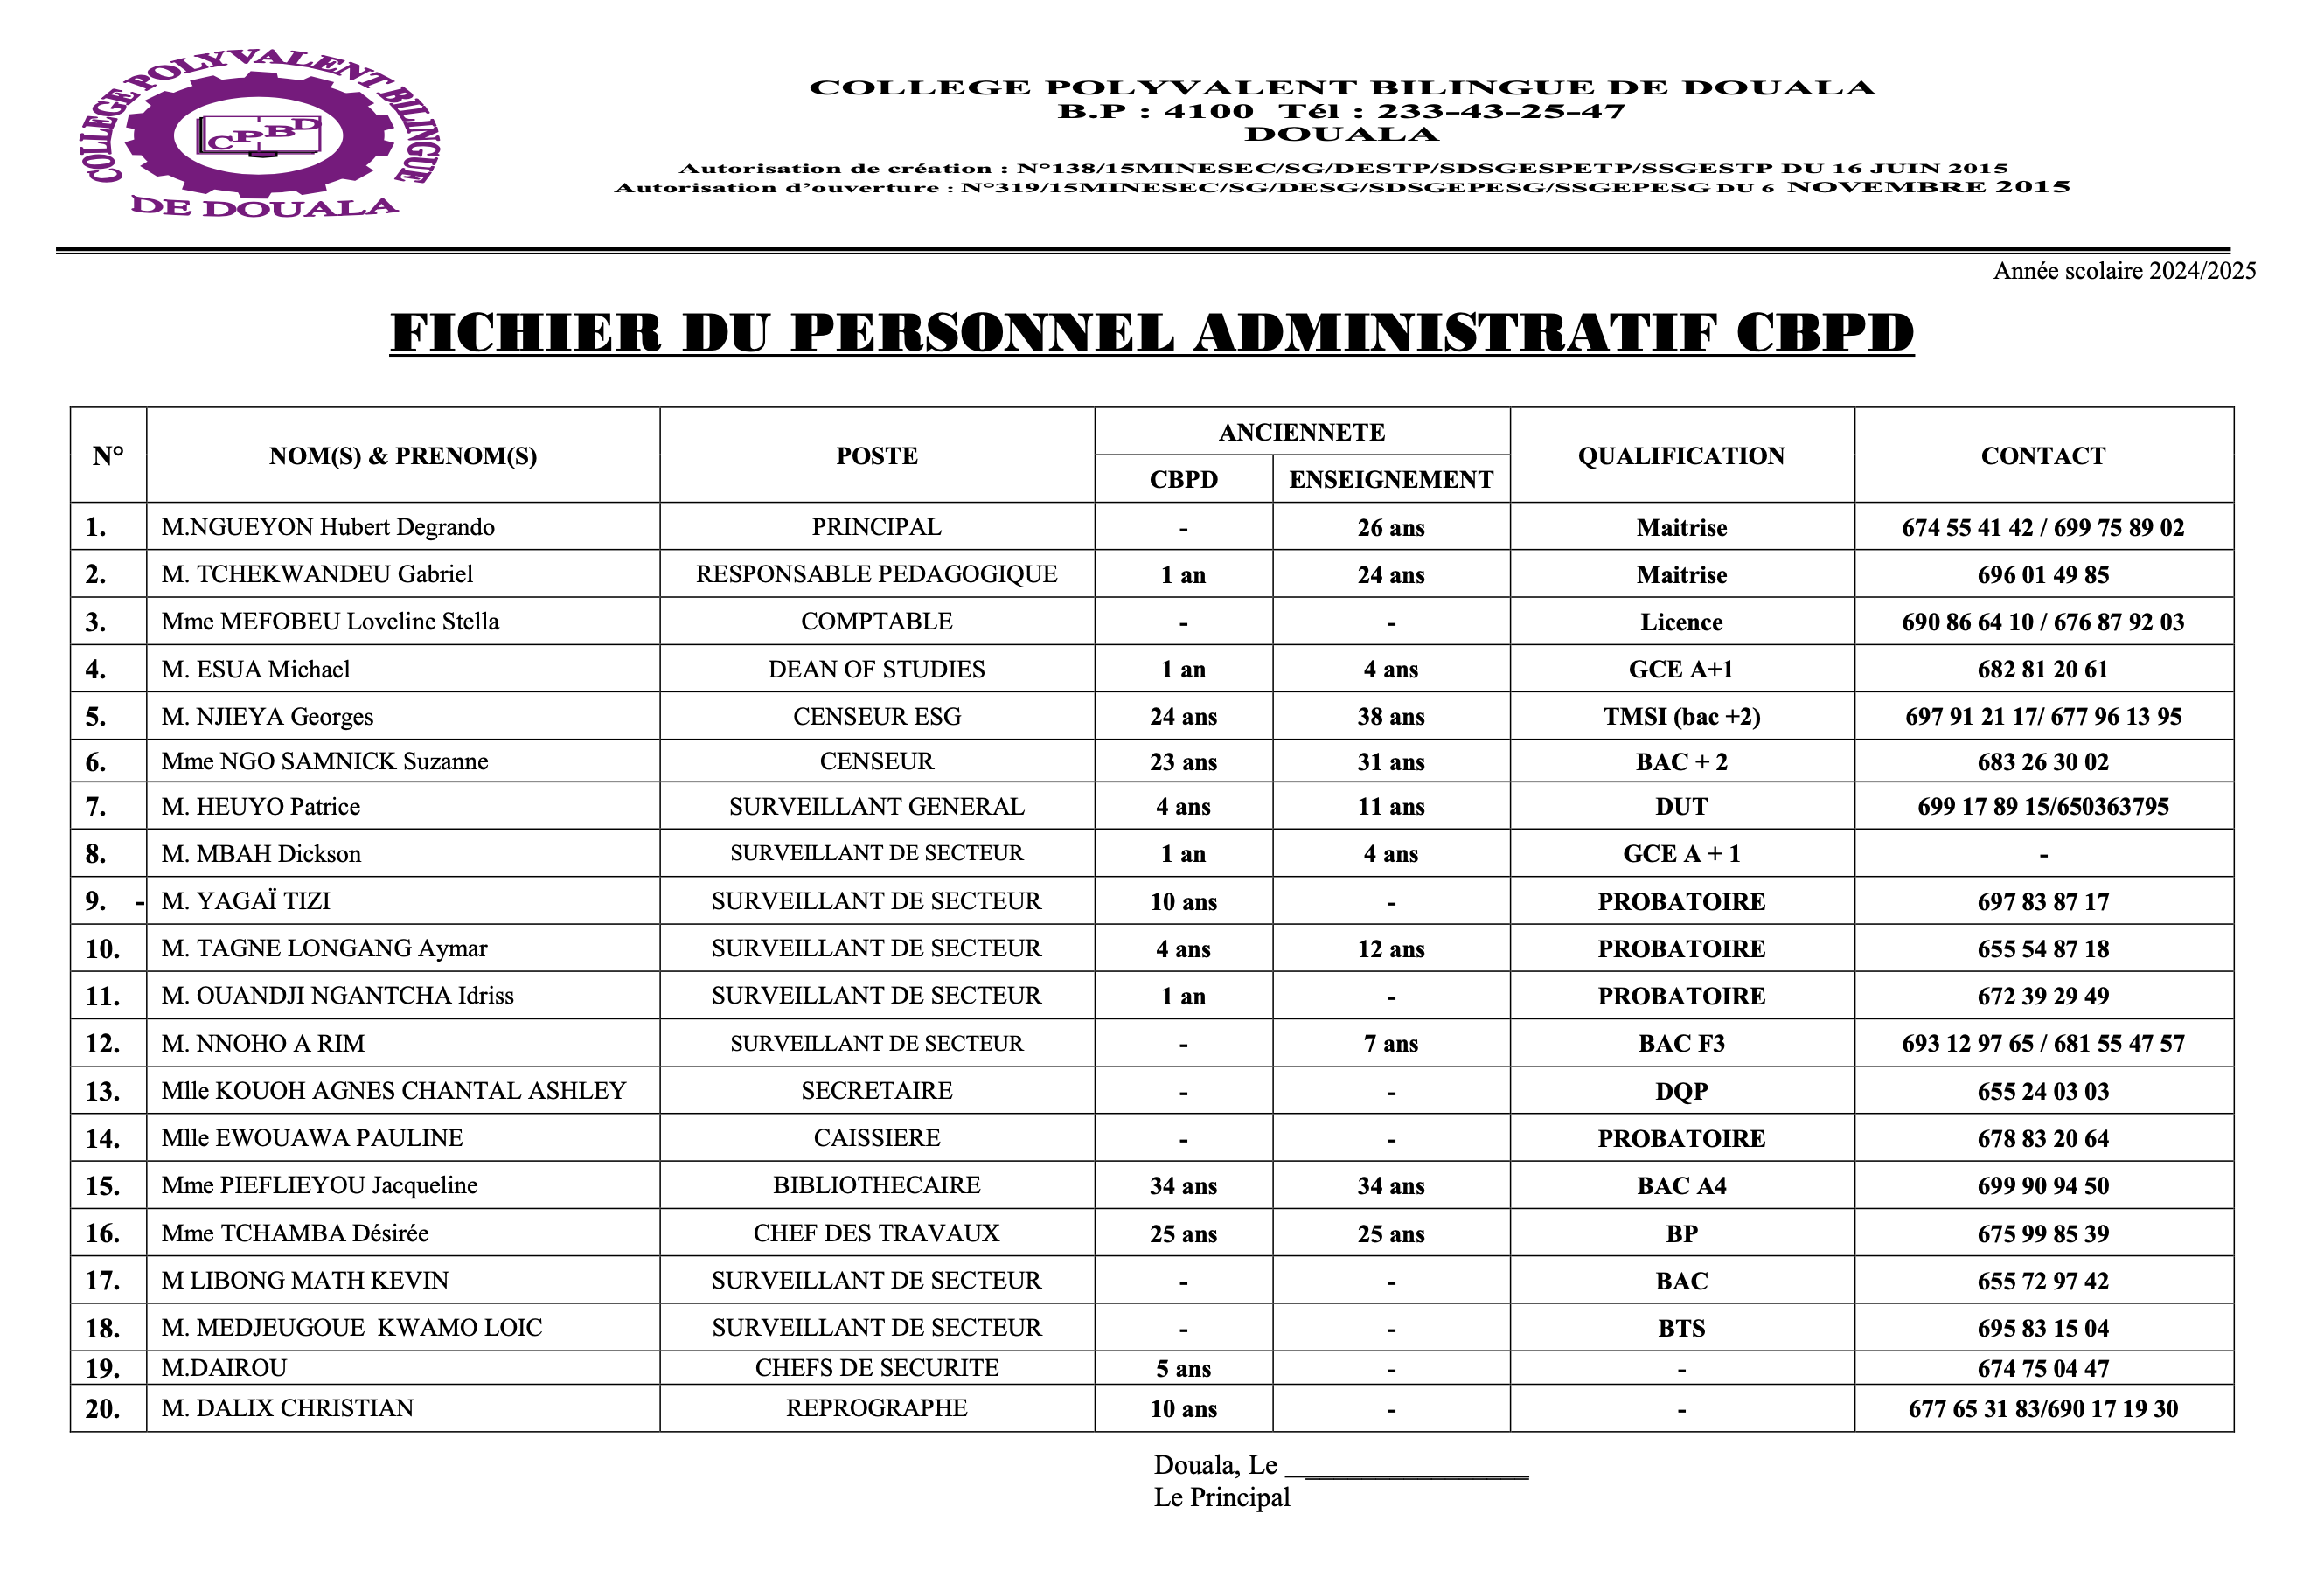 COLLEGE POLYVALENT BILINGUE
CPBD
DE DOUALA
COLLEGE POLYVALENT BILINGUE DE DOUALA
B.P : 4100 Tél : 233-43-25-47
DOUALA
Autorisation de création : N°138/15MINESEC/SG/DESTP/SDSGESPETP/SSGESTP DU 16 JUIN 2015
Autorisation d’ouverture : N°319/15MINESEC/SG/DESG/SDSGEPESG/SSGEPESG DU 6 NOVEMBRE 2015
Année scolaire 2024/2025
FICHIER DU PERSONNEL ADMINISTRATIF CBPD
N° NOM(S) & PRENOM(S) POSTE ANCIENNETE QUALIFICATION CONTACT
CBPD ENSEIGNEMENT
1. M.NGUEYON Hubert Degrando PRINCIPAL - 26 ans Maitrise 674 55 41 42 / 699 75 89 02
2. M. TCHEKWANDEU Gabriel RESPONSABLE PEDAGOGIQUE 1 an 24 ans Maitrise 696 01 49 85
3. Mme MEFOBEU Loveline Stella COMPTABLE - - Licence 690 86 64 10 / 676 87 92 03
4. M. ESUA Michael DEAN OF STUDIES 1 an 4 ans GCE A+1 682 81 20 61
5. M. NJIEYA Georges CENSEUR ESG 24 ans 38 ans TMSI (bac +2) 697 91 21 17/ 677 96 13 95
6. Mme NGO SAMNICK Suzanne CENSEUR 23 ans 31 ans BAC + 2 683 26 30 02
7. M. HEUYO Patrice SURVEILLANT GENERAL 4 ans 11 ans DUT 699 17 89 15/650363795
8. M. MBAH Dickson SURVEILLANT DE SECTEUR 1 an 4 ans GCE A + 1 -
9. - M. YAGAÏ TIZI SURVEILLANT DE SECTEUR 10 ans - PROBATOIRE 697 83 87 17
10. M. TAGNE LONGANG Aymar SURVEILLANT DE SECTEUR 4 ans 12 ans PROBATOIRE 655 54 87 18
11. M. OUANDJI NGANTCHA Idriss SURVEILLANT DE SECTEUR 1 an - PROBATOIRE 672 39 29 49
12. M. NNOHO A RIM SURVEILLANT DE SECTEUR - 7 ans BAC F3 693 12 97 65 / 681 55 47 57
13. Mlle KOUOH AGNES CHANTAL ASHLEY SECRETAIRE - - DQP 655 24 03 03
14. Mlle EWOUAWA PAULINE CAISSIERE - - PROBATOIRE 678 83 20 64
15. Mme PIEFLIEYOU Jacqueline BIBLIOTHECAIRE 34 ans 34 ans BAC A4 699 90 94 50
16. Mme TCHAMBA Désirée CHEF DES TRAVAUX 25 ans 25 ans BP 675 99 85 39
17. M LIBONG MATH KEVIN SURVEILLANT DE SECTEUR - - BAC 655 72 97 42
18. M. MEDJEUGOUE KWAMO LOIC SURVEILLANT DE SECTEUR - - BTS 695 83 15 04
19. M.DAIROU CHEFS DE SECURITE 5 ans - - 674 75 04 47
20. M. DALIX CHRISTIAN REPROGRAPHE 10 ans - - 677 65 31 83/690 17 19 30
Douala, Le __________________
Le Principal